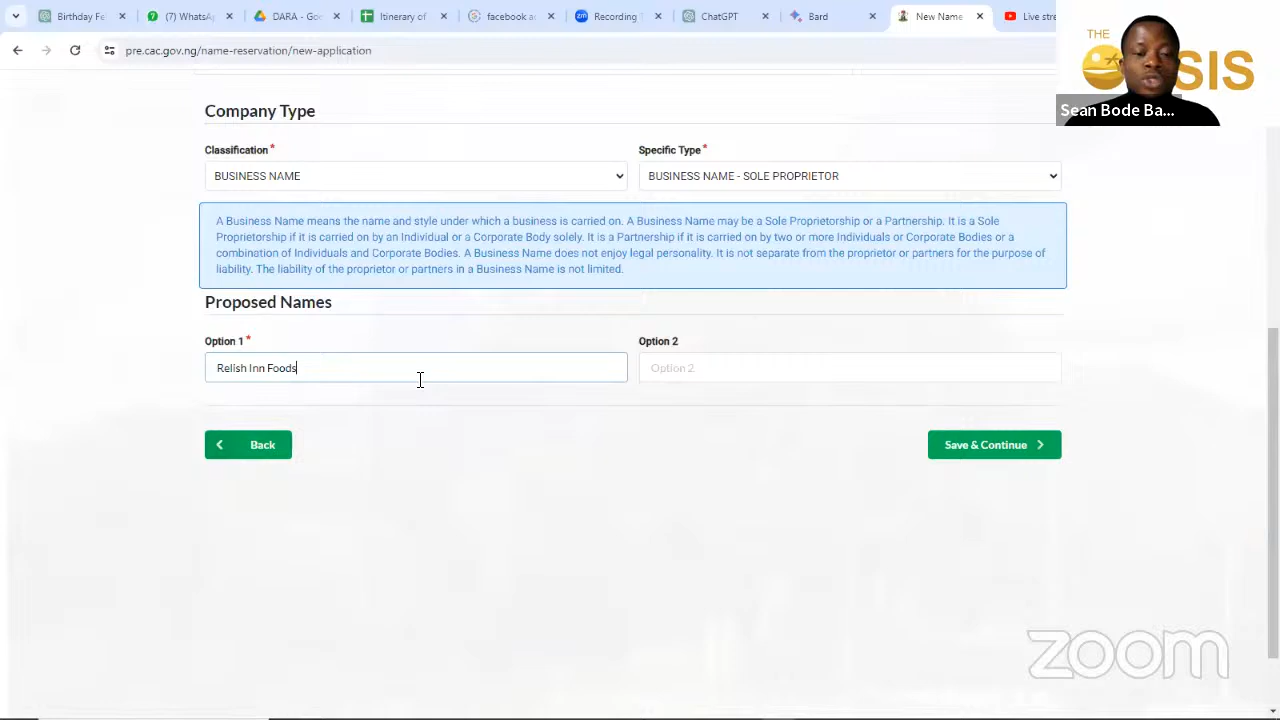 Birthday Fe
(7) WhatsA
DARA - Go
Itinerary of
facebook a
Recording
ChatGPT
Bard
New Name
Live stre
pre.cac.gov.ng/name-reservation/new-application
THE
SIS
Sean Bode Ba...
Company Type
Classification *
Specific Type *
BUSINESS NAME
BUSINESS NAME - SOLE PROPRIETOR
A Business Name means the name and style under which a business is carried on. A Business Name may be a Sole Proprietorship or a Partnership. It is a Sole
Proprietorship if it is carried on by an Individual or a Corporate Body solely. It is a Partnership if it is carried on by two or more Individuals or Corporate Bodies or a
combination of Individuals and Corporate Bodies. A Business Name does not enjoy legal personality. It is not separate from the proprietor or partners for the purpose of
liability. The liability of the proprietor or partners in a Business Name is not limited.
Proposed Names
Option 1 *
Option 2
Relish Inn Foods
Option 2
Back
Save & Continue
zoom